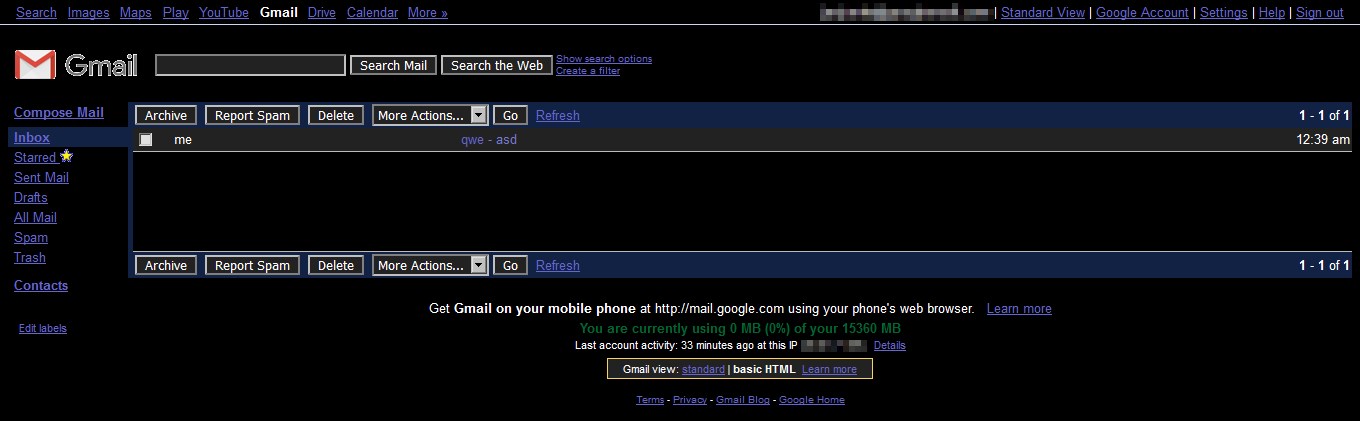 Search Images Maps Play YouTube Gmail Drive Calendar More » | Standard View | Google Account | Settings | Help | Sign out
Gmail Search Mail Search the Web Show search options
Create a filter
Compose Mail Archive Report Spam Delete More Actions... Go Refresh 1 - 1 of 1
Inbox me qwe - asd 12:39 am
Starred
Sent Mail
Drafts
All Mail
Spam
Trash Archive Report Spam Delete More Actions... Go Refresh 1 - 1 of 1
Contacts
Edit labels
Get Gmail on your mobile phone at http://mail.google.com using your phone's web browser. Learn more
You are currently using 0 MB (0%) of your 15360 MB
Last account activity: 33 minutes ago at this IP Details
Gmail view: standard | basic HTML Learn more
Terms - Privacy - Gmail Blog - Google Home